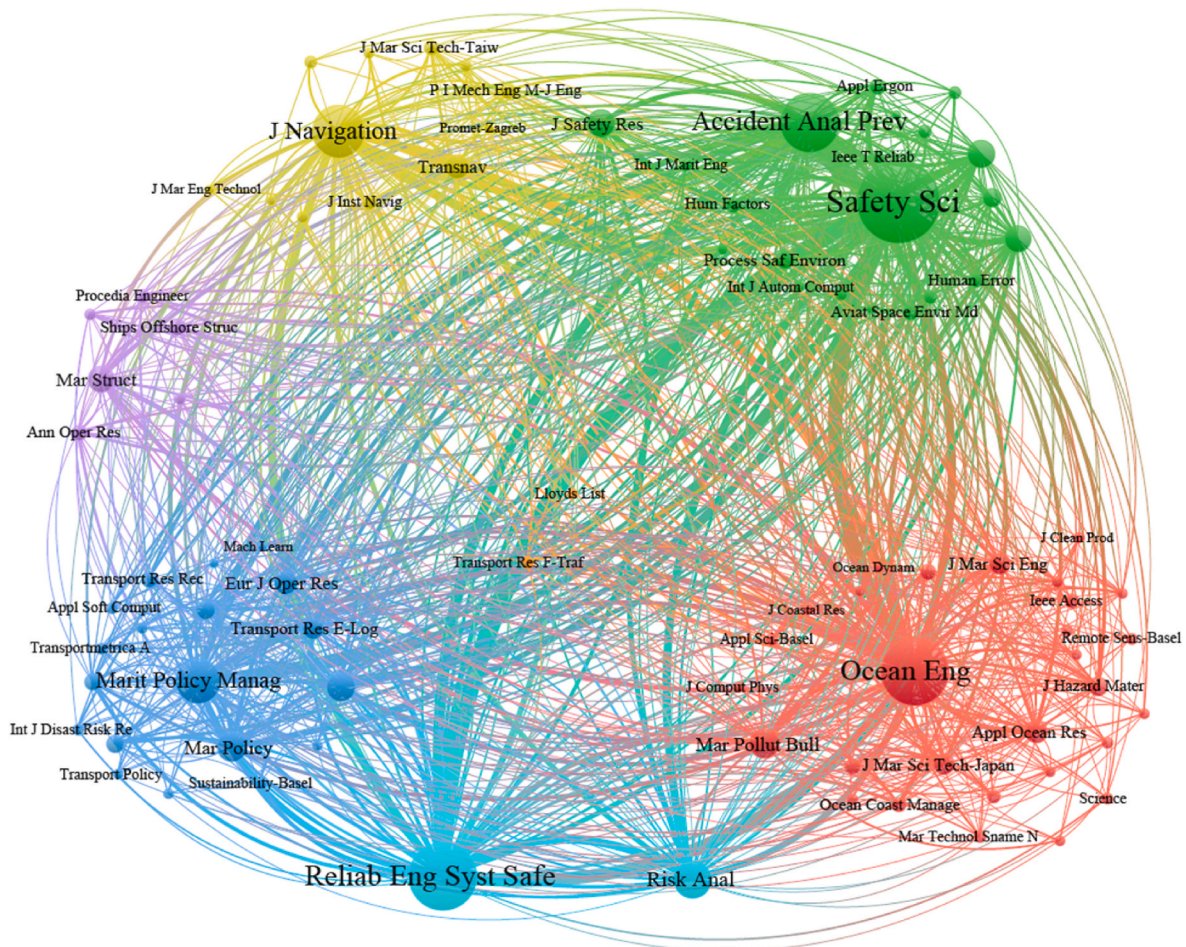 J Mar Sci Tech-Taiw
Appl Ergon
P I Mech Eng M-J Eng
J Navigation
Promet-Zagreb
J Safety Res
Accident Anal Prev
Transnav
Int J Marit Eng
Ieee T Reliab
J Mar Eng Technol
J Inst Navig
Hum Factors
Safety Sci
Process Saf Environ
Human Error
Int J Autom Comput
Aviat Space Envir Md
Procedia Engineer
Ships Offshore Struc
Mar Struct
Ann Oper Res
Lloyds List
Mach Learn
Transport Res F-Traf
Transport Res Rec
Eur J Oper Res
Appl Soft Comput
Transport Res E-Log
Transportmetrica A
Marit Policy Manag
Int J Disast Risk Re
Mar Policy
Transport Policy
Sustainability-Basel
J Clean Prod
Ocean Dynam
J Mar Sci Eng
J Coastal Res
Ieee Access
Appl Sci-Basel
Remote Sens-Basel
Ocean Eng
J Comput Phys
J Hazard Mater
Mar Pollut Bull
Appl Ocean Res
J Mar Sci Tech-Japan
Ocean Coast Manage
Science
Mar Technol Sname N
Reliab Eng Syst Safe
Risk Anal